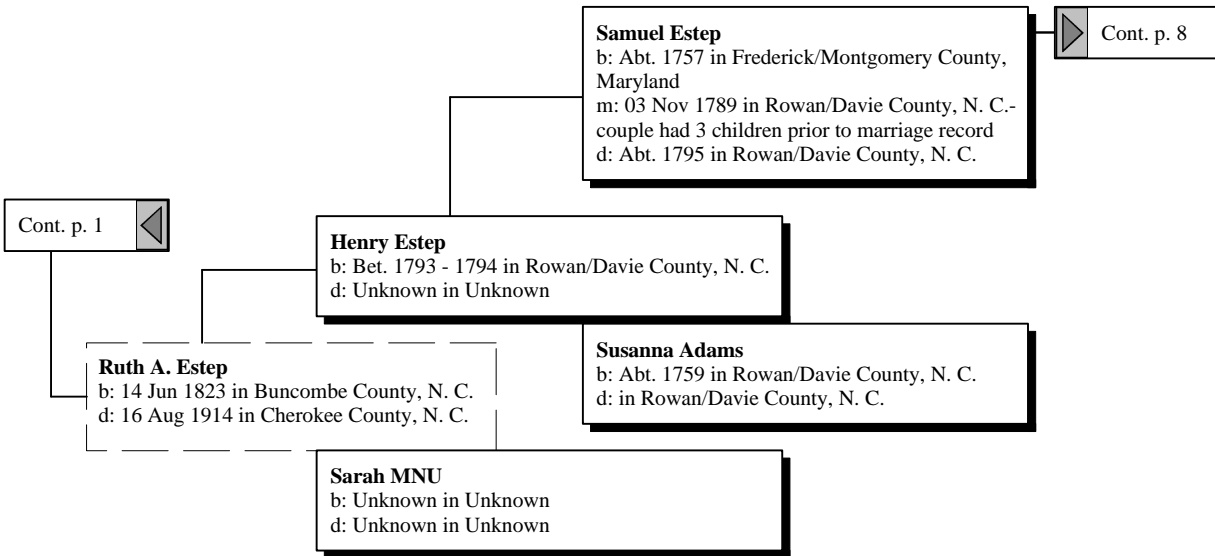 Samuel Estep
b: Abt. 1757 in Frederick/Montgomery County,
Maryland
m: 03 Nov 1789 in Rowan/Davie County, N. C.-
couple had 3 children prior to marriage record
d: Abt. 1795 in Rowan/Davie County, N. C.
Cont. p. 8
Cont. p. 1
Henry Estep
b: Bet. 1793 - 1794 in Rowan/Davie County, N. C.
d: Unknown in Unknown
Susanna Adams
b: Abt. 1759 in Rowan/Davie County, N. C.
d: in Rowan/Davie County, N. C.
Ruth A. Estep
b: 14 Jun 1823 in Buncombe County, N. C.
d: 16 Aug 1914 in Cherokee County, N. C.
Sarah MNU
b: Unknown in Unknown
d: Unknown in Unknown